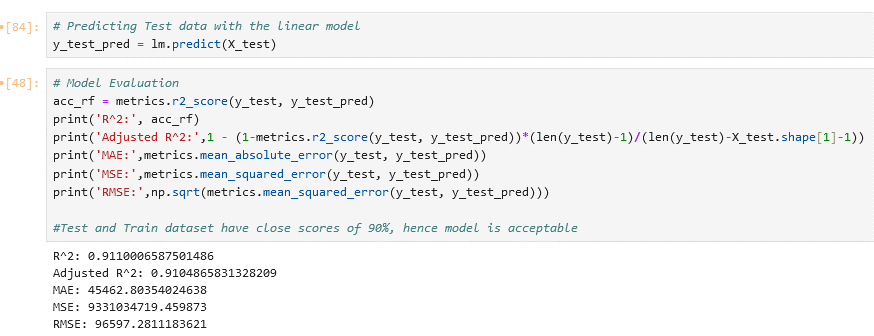 [84]:
# Predicting Test data with the linear model
y_test_pred = lm.predict(X_test)
[48]:
# Model Evaluation
acc_rf = metrics.r2_score(y_test, y_test_pred)
print('R^2:', acc_rf)
print('Adjusted R^2:',1 - (1-metrics.r2_score(y_test, y_test_pred))*(len(y_test)-1)/(len(y_test)-X_test.shape[1]-1))
print('MAE:',metrics.mean_absolute_error(y_test, y_test_pred))
print('MSE:',metrics.mean_squared_error(y_test, y_test_pred))
print('RMSE:',np.sqrt(metrics.mean_squared_error(y_test, y_test_pred)))
#Test and Train dataset have close scores of 90%, hence model is acceptable
R^2: 0.9110006587501486
Adjusted R^2: 0.9104865831328209
MAE: 45462.80354024638
MSE: 9331034719.459873
RMSE: 96597.2811183621